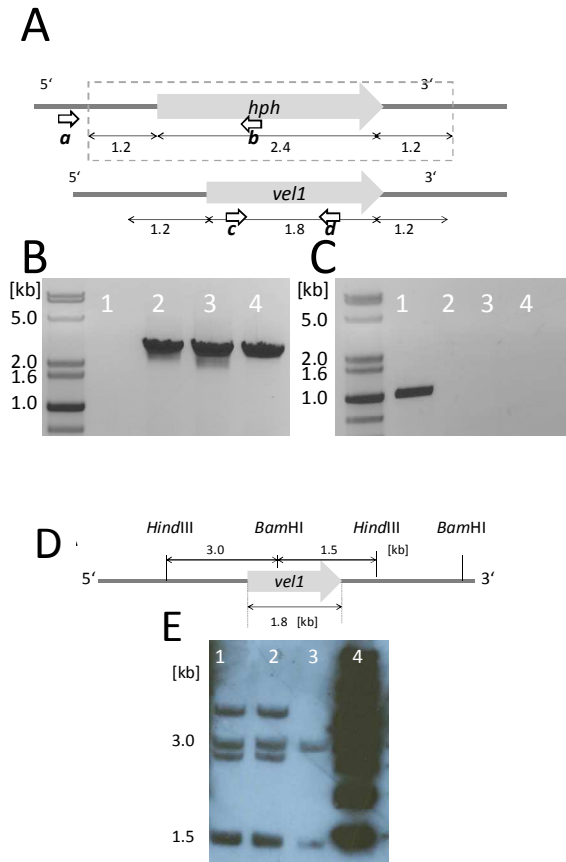 A
5‘ 3‘
hph
a b
1.2 2.4 1.2
5‘ 3‘
vel1
c d
1.2 1.8 1.2
B C
[kb] 1 2 3 4 [kb] 1 2 3 4
5.0 5.0
2.0 2.0
1.6 1.6
1.0 1.0
HindIII BamHI HindIII BamHI
D 3.0 1.5 [kb]
5‘ vel1 3‘
1.8 [kb]
E
1 2 3 4
[kb]
3.0
1.5